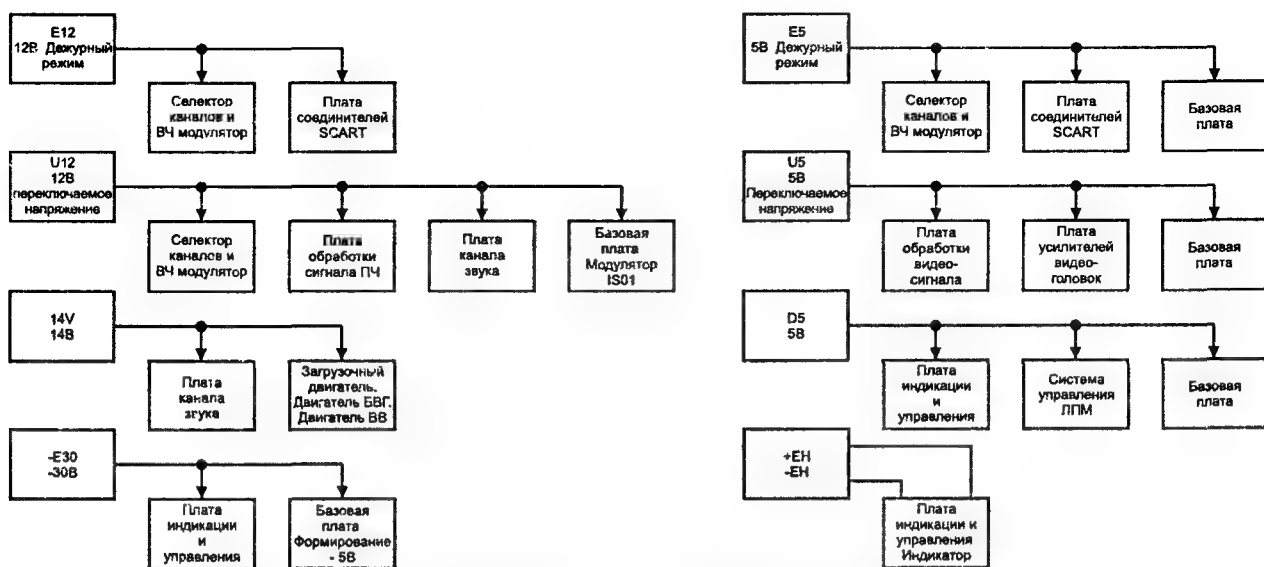 E12
12В Дежурный
режим
Селектор
каналов и
ВЧ модулятор
Плата
соединителей
SCART
U12
12В
переключаемое
напряжение
Селектор
каналов и
ВЧ модулятор
Плата
обработки
сигнала ПЧ
Плата
канала
звука
Базовая
плата
Модулятор
IS01
14V
14В
Плата
канала
звука
Загрузочный
двигатель.
Двигатель БВГ.
Двигатель ВВ
-E30
-30В
Плата
индикации
и
управления
Базовая
плата
Формирование
- 5В
E5
5В Дежурный
режим
Селектор
каналов и
ВЧ модулятор
Плата
соединителей
SCART
Базовая
плата
U5
5В
Переключаемое
напряжение
Плата
обработки
видео-
сигнала
Плата
усилителей
видео-
головок
Базовая
плата
D5
5В
Плата
индикации
и
управления
Система
управления
ЛПМ
Базовая
плата
+EH
-EH
Плата
индикации и
управления
Индикатор